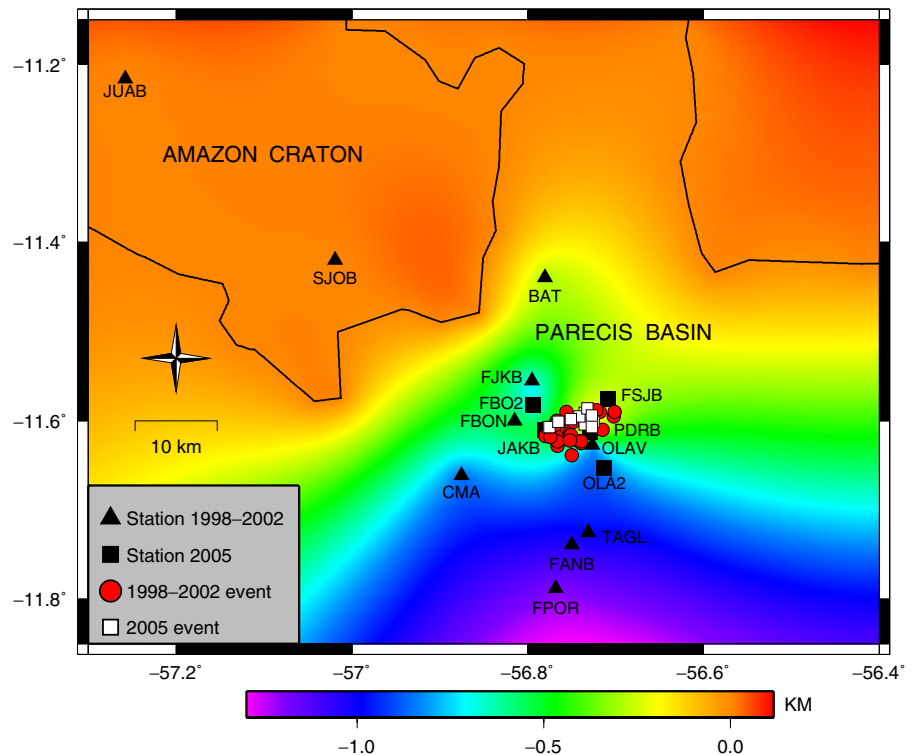 −11.2°
−11.4°
−11.6°
−11.8°
JUAB
AMAZON CRATON
SJOB
BAT
PARECIS BASIN
FJKB
FSJB
FBO2
FBON
PDRB
JAKB
OLAV
OLA2
CMA
TAGL
FANB
FPOR
10 km
Station 1998−2002
Station 2005
1998−2002 event
2005 event
−57.2°
−57°
−56.8°
−56.6°
−56.4°
KM
−1.0
−0.5
0.0